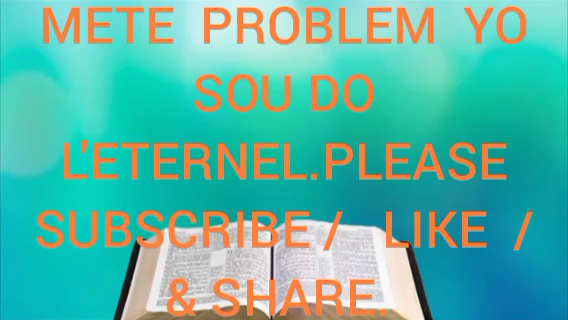 METE PROBLEM YO
SOU DO
L'ETERNEL.PLEASE
SUBSCRIBE / LIKE /
& SHARE.